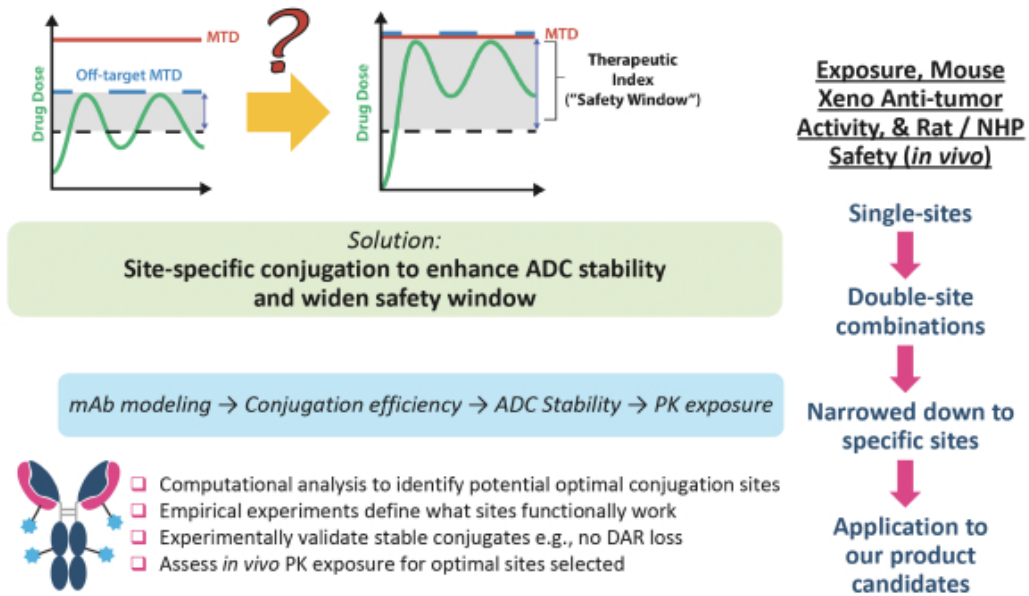 MTD
Off-target MTD
Drug Dose
?
MTD
Therapeutic
Index
("Safety Window")
Drug Dose
Solution:
Site-specific conjugation to enhance ADC stability
and widen safety window
mAb modeling → Conjugation efficiency → ADC Stability → PK exposure
❑ Computational analysis to identify potential optimal conjugation sites
❑ Empirical experiments define what sites functionally work
❑ Experimentally validate stable conjugates e.g., no DAR loss
❑ Assess in vivo PK exposure for optimal sites selected
Exposure, Mouse
Xeno Anti-tumor
Activity, & Rat / NHP
Safety (in vivo)
Single-sites
Double-site
combinations
Narrowed down to
specific sites
Application to
our product
candidates